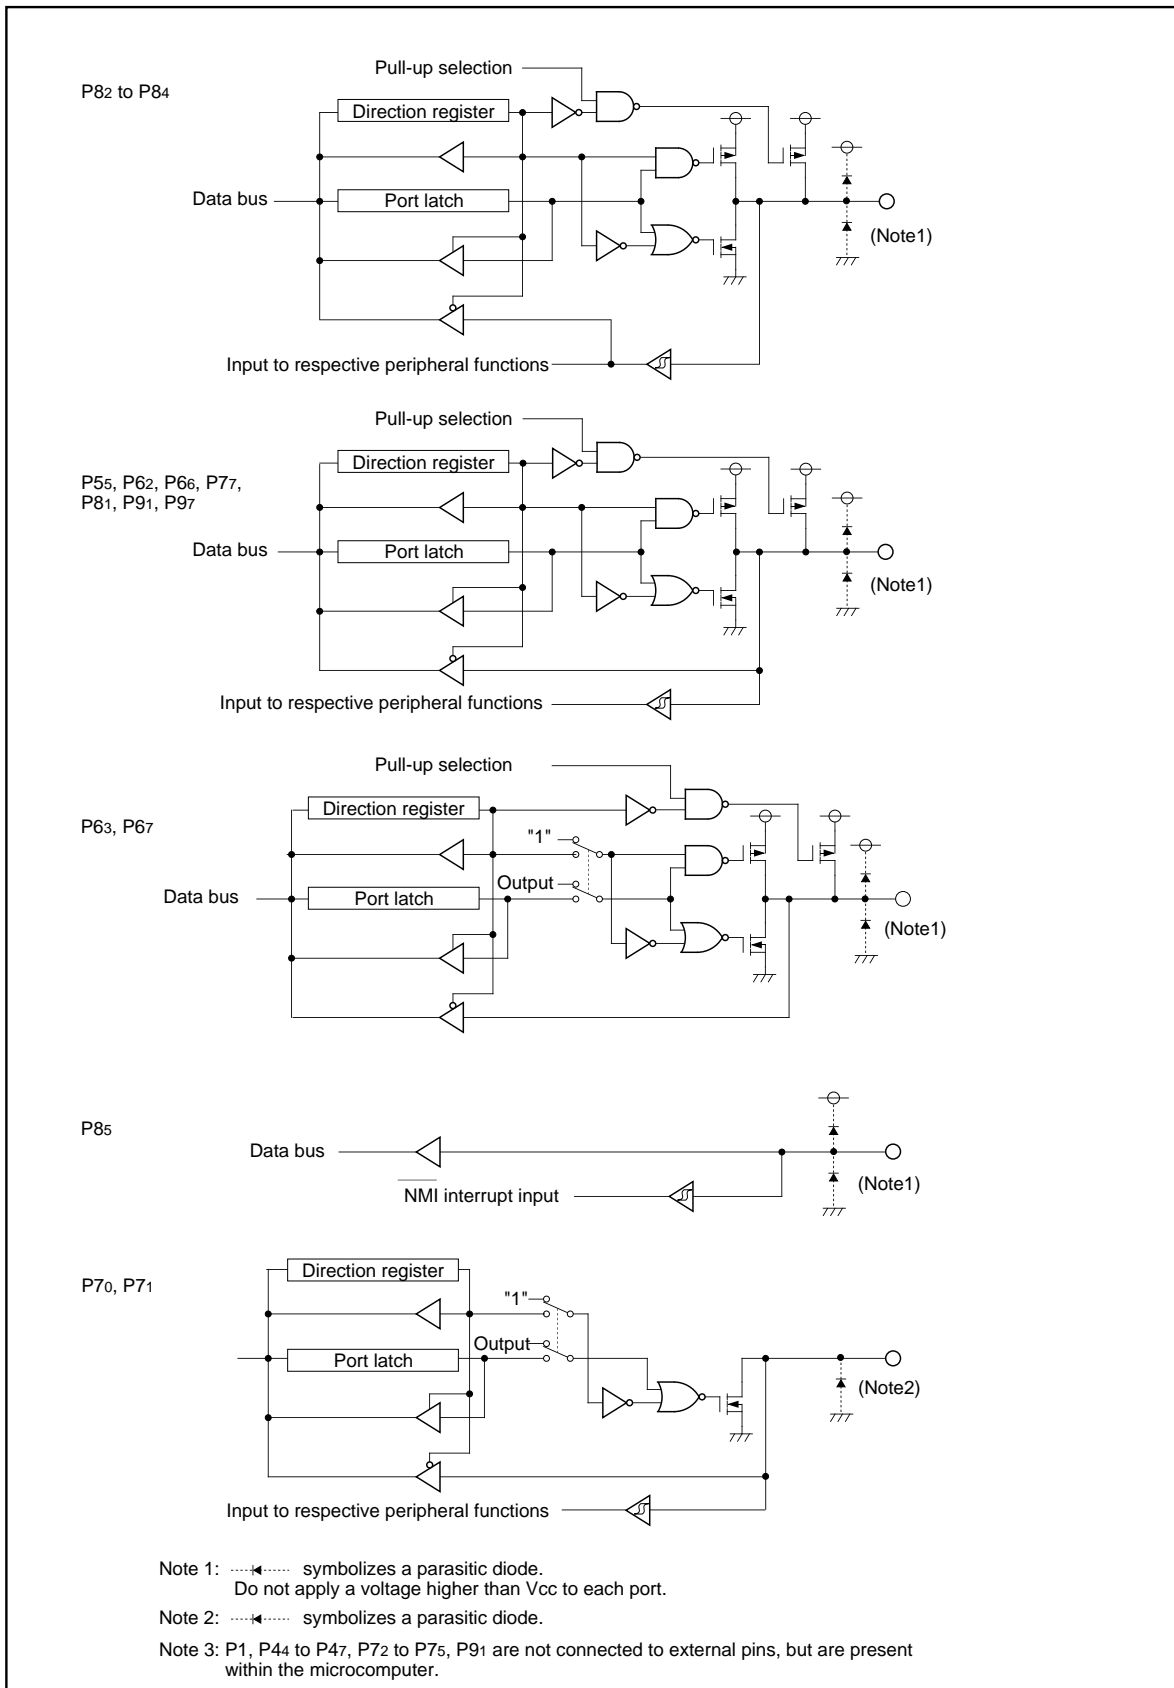 Pull-up selection
P82 to P84
Direction register
Data bus
Port latch
(Note1)
Input to respective peripheral functions
Pull-up selection
Direction register
P55, P62, P66, P77,
P81, P91, P97
Data bus
Port latch
(Note1)
Input to respective peripheral functions
Pull-up selection
Direction register
P63, P67
"1"
Output
Data bus
Port latch
(Note1)
P85
Data bus
NMI interrupt input
(Note1)
Direction register
P70, P71
"1"
Output
Port latch
(Note2)
Input to respective peripheral functions
Note 1: symbolizes a parasitic diode.
Do not apply a voltage higher than Vcc to each port.
Note 2: symbolizes a parasitic diode.
Note 3: P1, P44 to P47, P72 to P75, P91 are not connected to external pins, but are present
within the microcomputer.